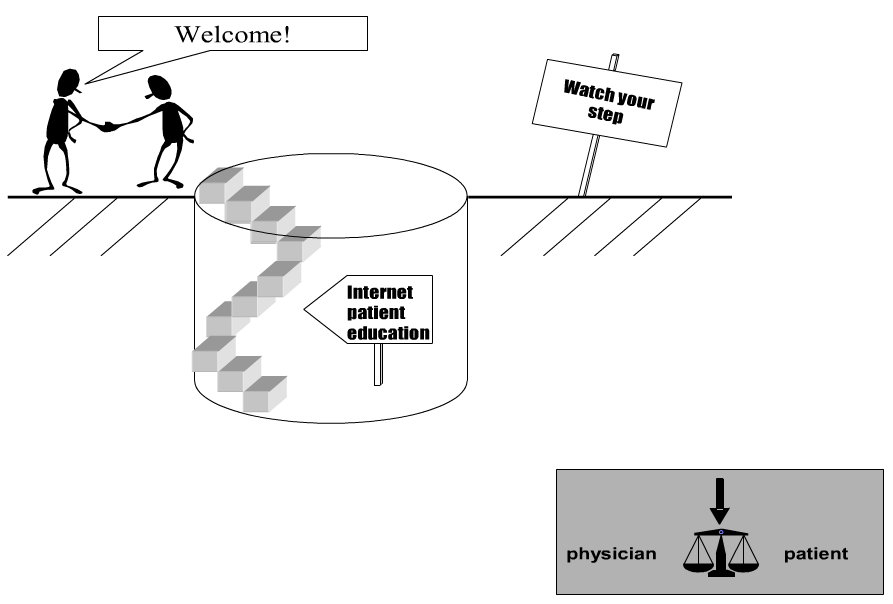 Welcome!
Watch your
step
Internet
patient
education
physician
patient